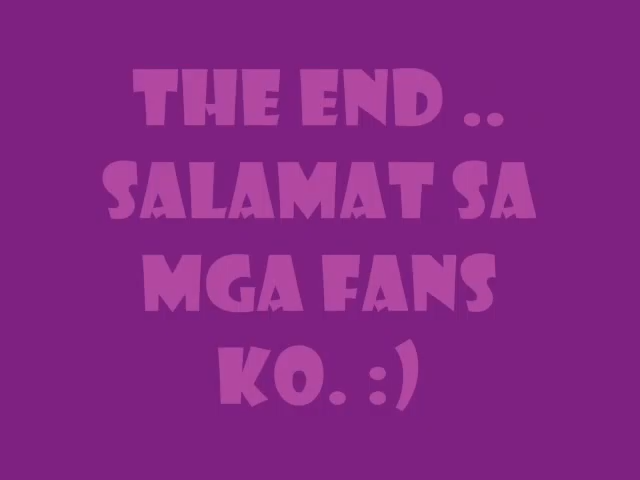 THE END ..
SALAMAT SA
MGA FANS
KO. :)